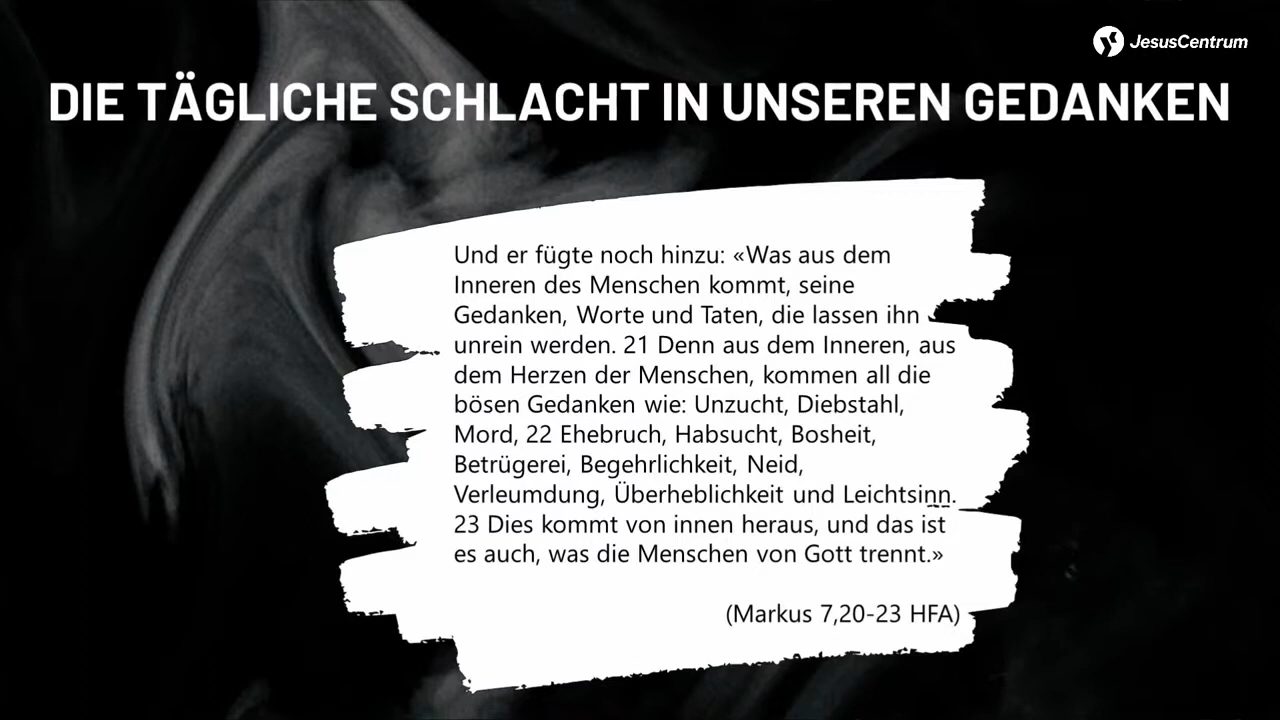 JesusCentrum
DIE TÄGLICHE SCHLACHT IN UNSEREN GEDANKEN
Und er fügte noch hinzu: «Was aus dem
Inneren des Menschen kommt, seine
Gedanken, Worte und Taten, die lassen ihn
unrein werden. 21 Denn aus dem Inneren, aus
dem Herzen der Menschen, kommen all die
bösen Gedanken wie: Unzucht, Diebstahl,
Mord, 22 Ehebruch, Habsucht, Bosheit,
Betrügerei, Begehrlichkeit, Neid,
Verleumdung, Überheblichkeit und Leichtsinn.
23 Dies kommt von innen heraus, und das ist
es auch, was die Menschen von Gott trennt.»
(Markus 7,20-23 HFA)